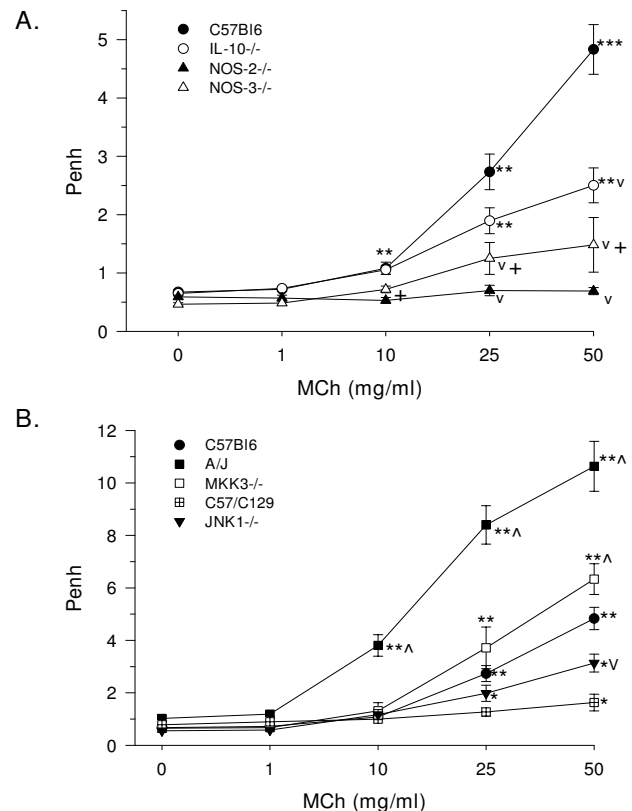 A.
C57Bl6
IL-10-/-
NOS-2-/-
NOS-3-/-
5
4
3
2
1
0
Penh
***
**
**
**v
**
v+
v+
+
v
v
0 1 10 25 50
MCh (mg/ml)
B.
C57Bl6
A/J
MKK3-/-
C57/C129
JNK1-/-
12
10
8
6
4
2
0
Penh
**^
**^
**^
**^
**
**
**
*V
*
*
0 1 10 25 50
MCh (mg/ml)